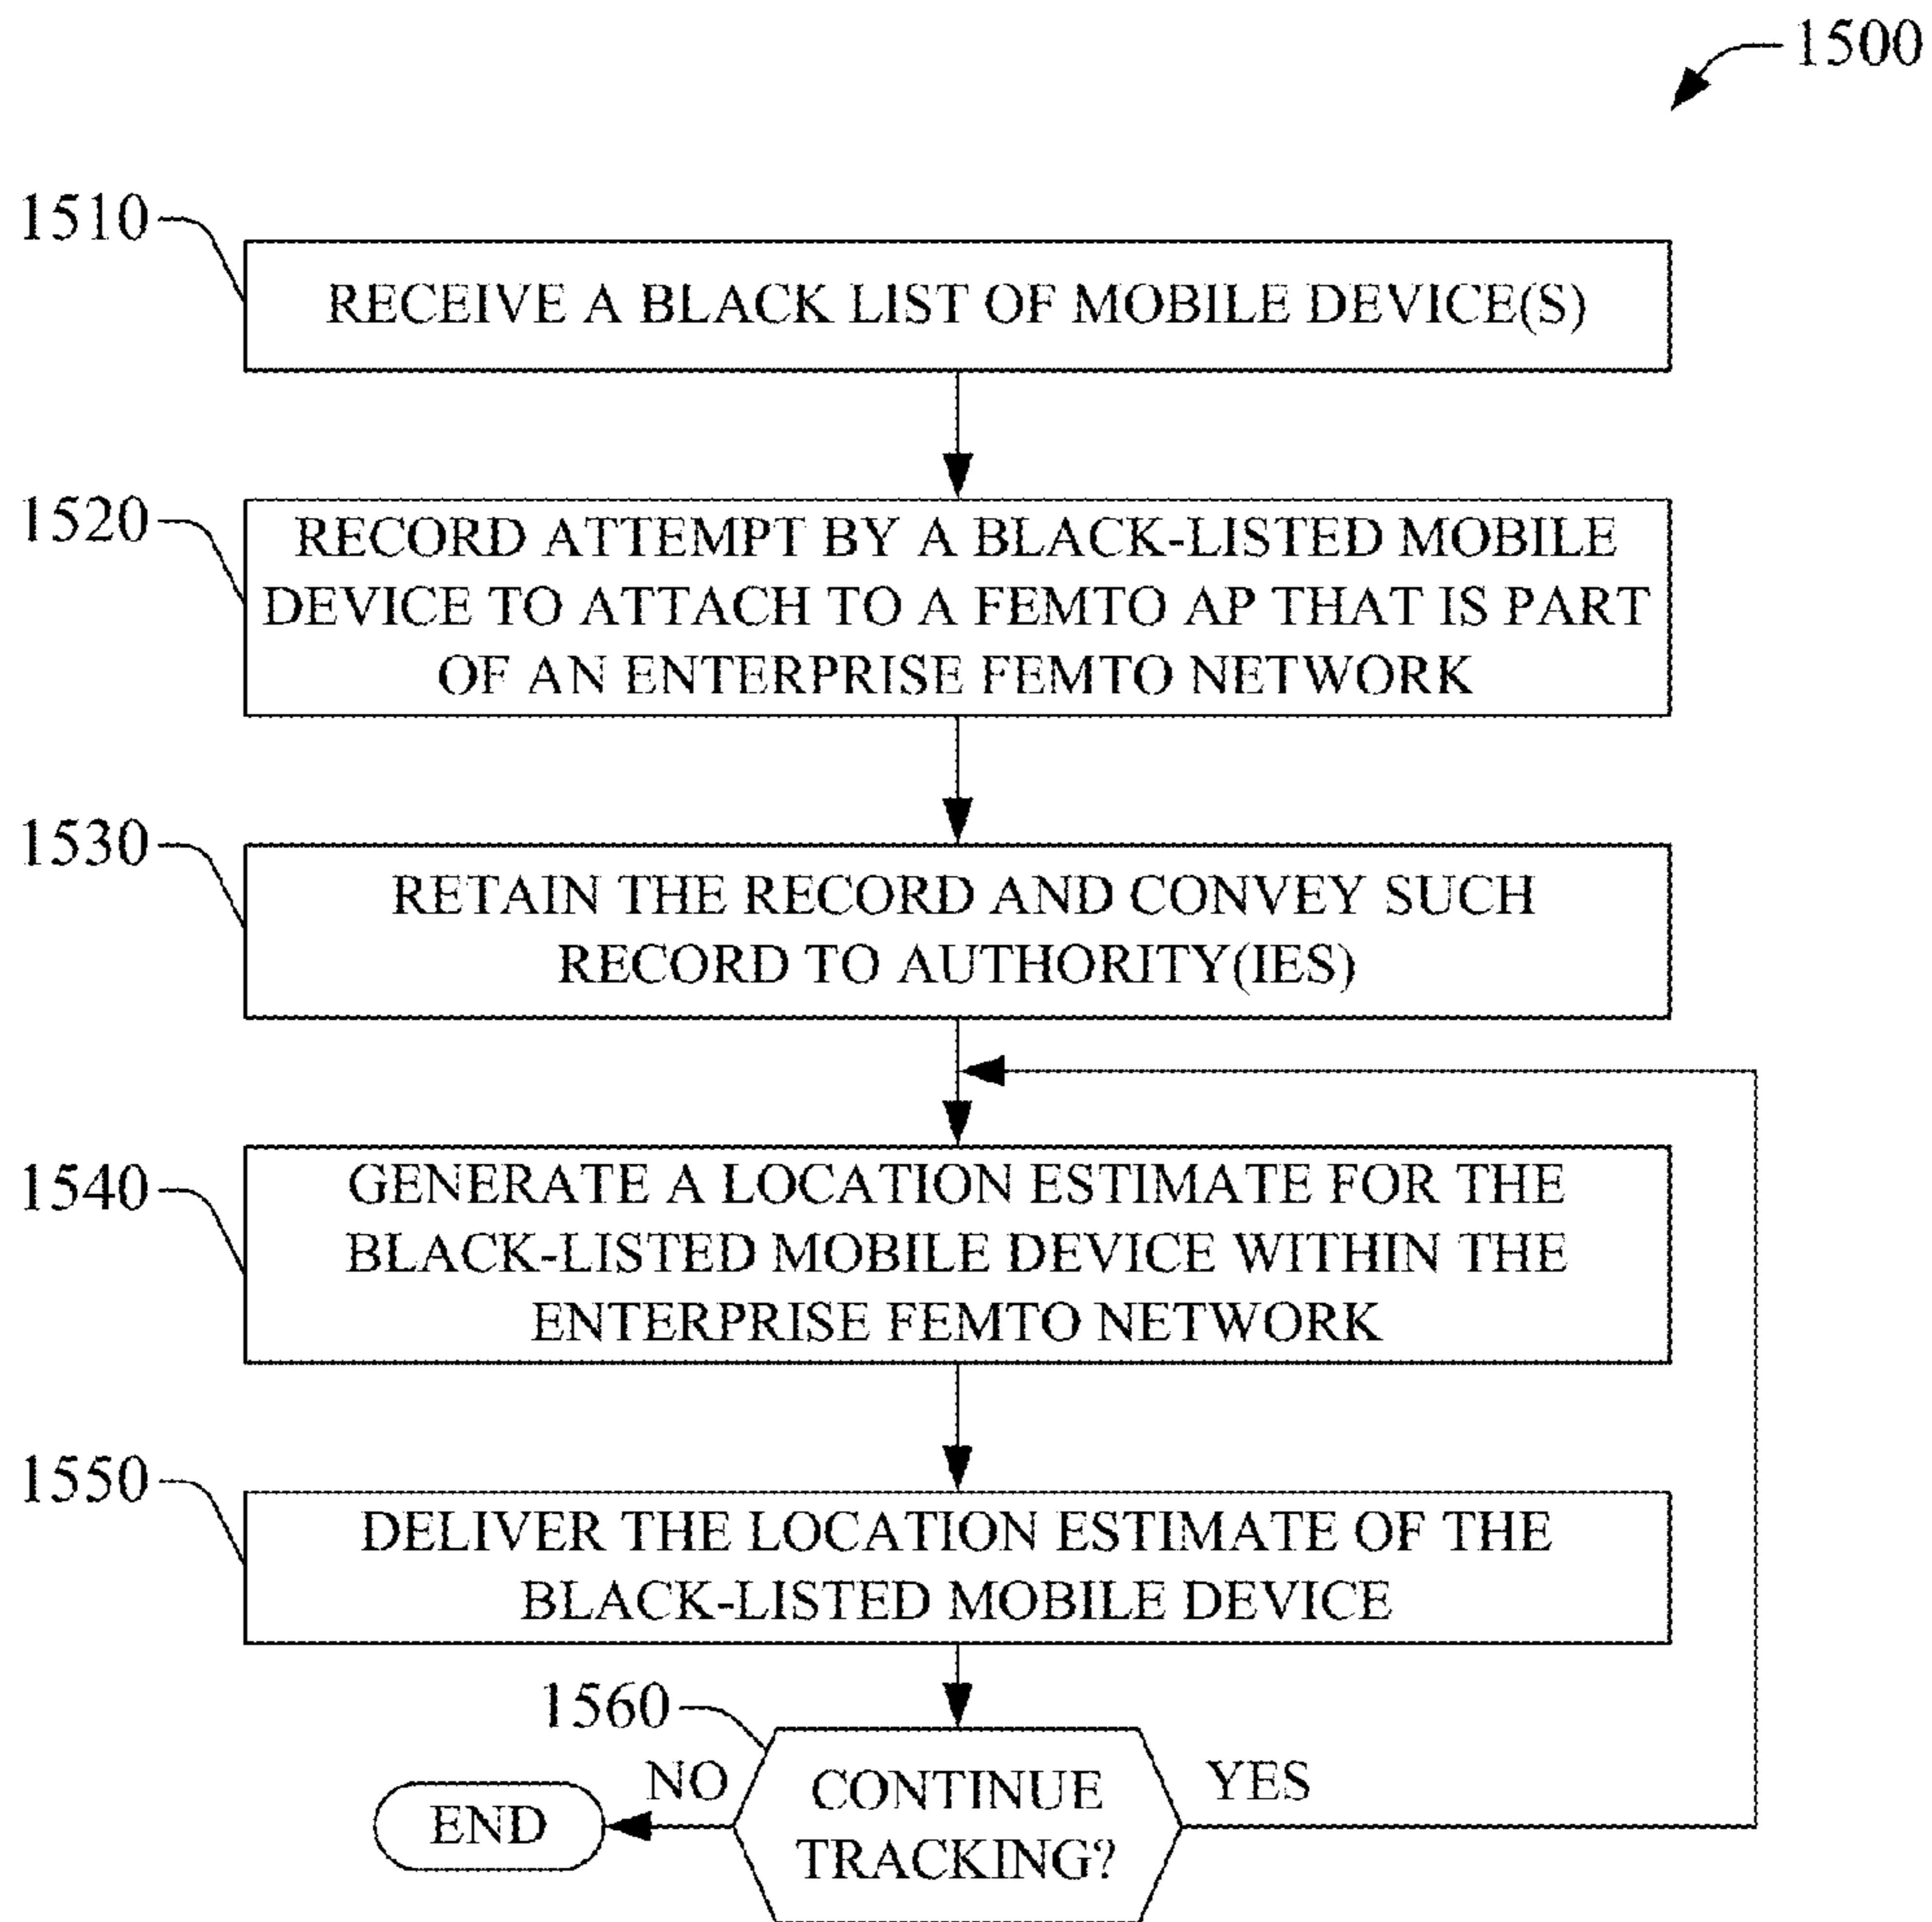 1500
1510
RECEIVE A BLACK LIST OF MOBILE DEVICE(S)
1520
RECORD ATTEMPT BY A BLACK-LISTED MOBILE
DEVICE TO ATTACH TO A FEMTO AP THAT IS PART
OF AN ENTERPRISE FEMTO NETWORK
1530
RETAIN THE RECORD AND CONVEY SUCH
RECORD TO AUTHORITY(IES)
1540
GENERATE A LOCATION ESTIMATE FOR THE
BLACK-LISTED MOBILE DEVICE WITHIN THE
ENTERPRISE FEMTO NETWORK
1550
DELIVER THE LOCATION ESTIMATE OF THE
BLACK-LISTED MOBILE DEVICE
1560
NO
YES
CONTINUE
TRACKING?
END